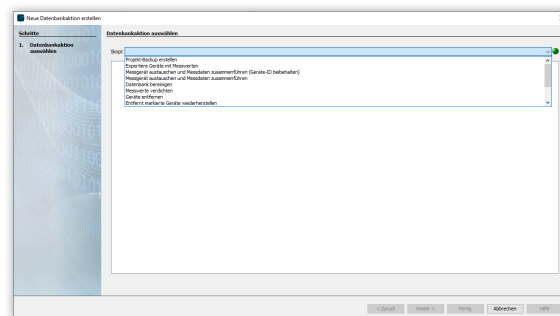 Neue Datenbankaktion erstellen
Schritte
1. Datenbankaktion
auswählen
Datenbankaktion auswählen
Skript
Projekt-Backup erstellen
Exportiere Geräte mit Messwerten
Messgerät austauschen und Messdaten zusammenführen (Geräte-ID beibehalten)
Messgerät austauschen und Messdaten zusammenführen
Datenbank bereinigen
Messwerte verdichten
Geräte entfernen
Entfernt markierte Geräte wiederherstellen
< Zurück
Weiter >
Fertig
Abbrechen
Hilfe